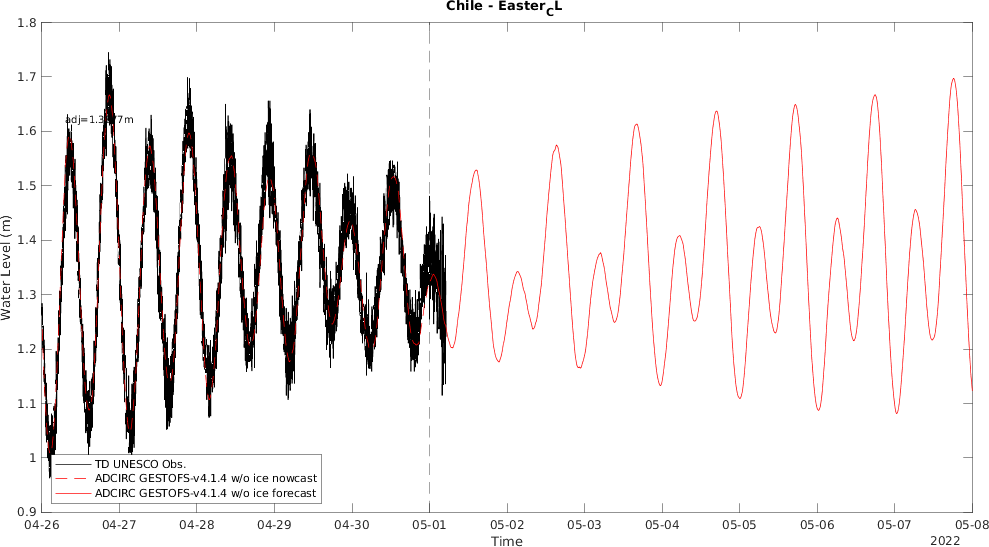 Chile - Easter_CL
1.8
1.7
1.6
1.5
1.4
1.3
1.2
1.1
1
0.9
Water Level (m)
TD UNESCO Obs.
ADCIRC GESTOFS-v4.1.4 w/o ice nowcast
ADCIRC GESTOFS-v4.1.4 w/o ice forecast
04-26 04-27 04-28 04-29 04-30 05-01 05-02 05-03 05-04 05-05 05-06 05-07 05-08
Time
2022